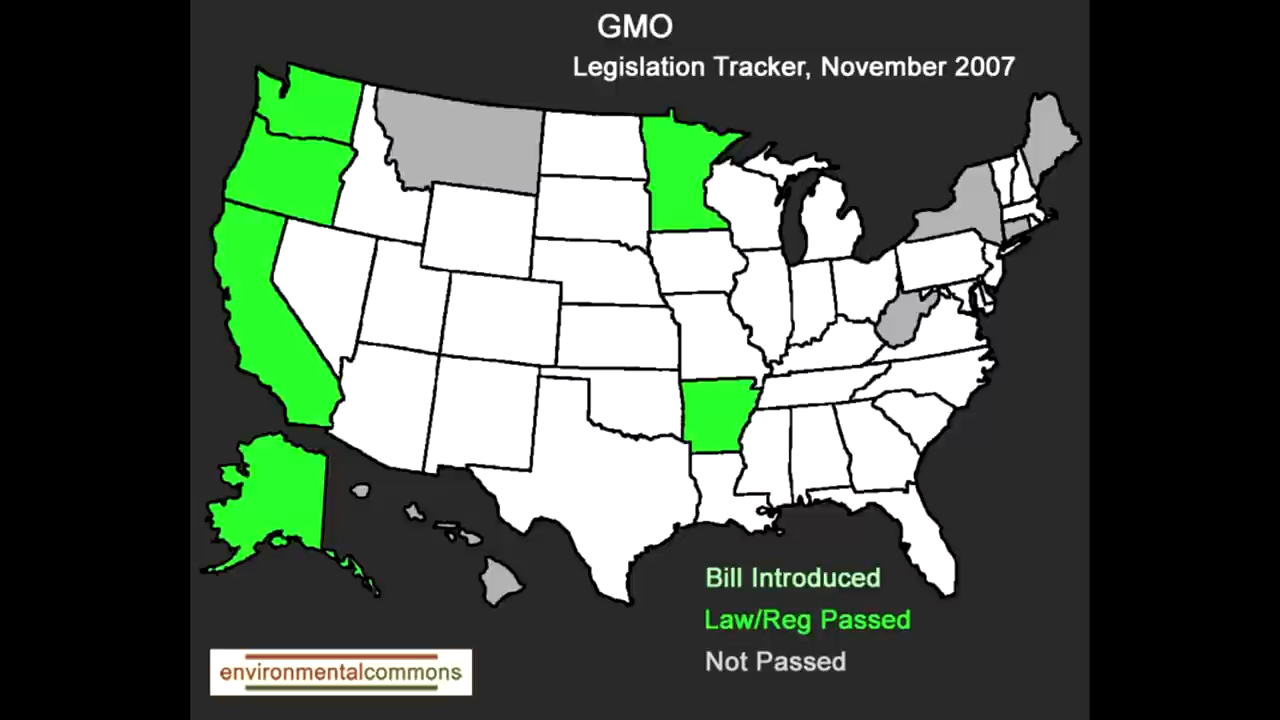 GMO
Legislation Tracker, November 2007
Bill Introduced
Law/Reg Passed
Not Passed
environmentalcommons